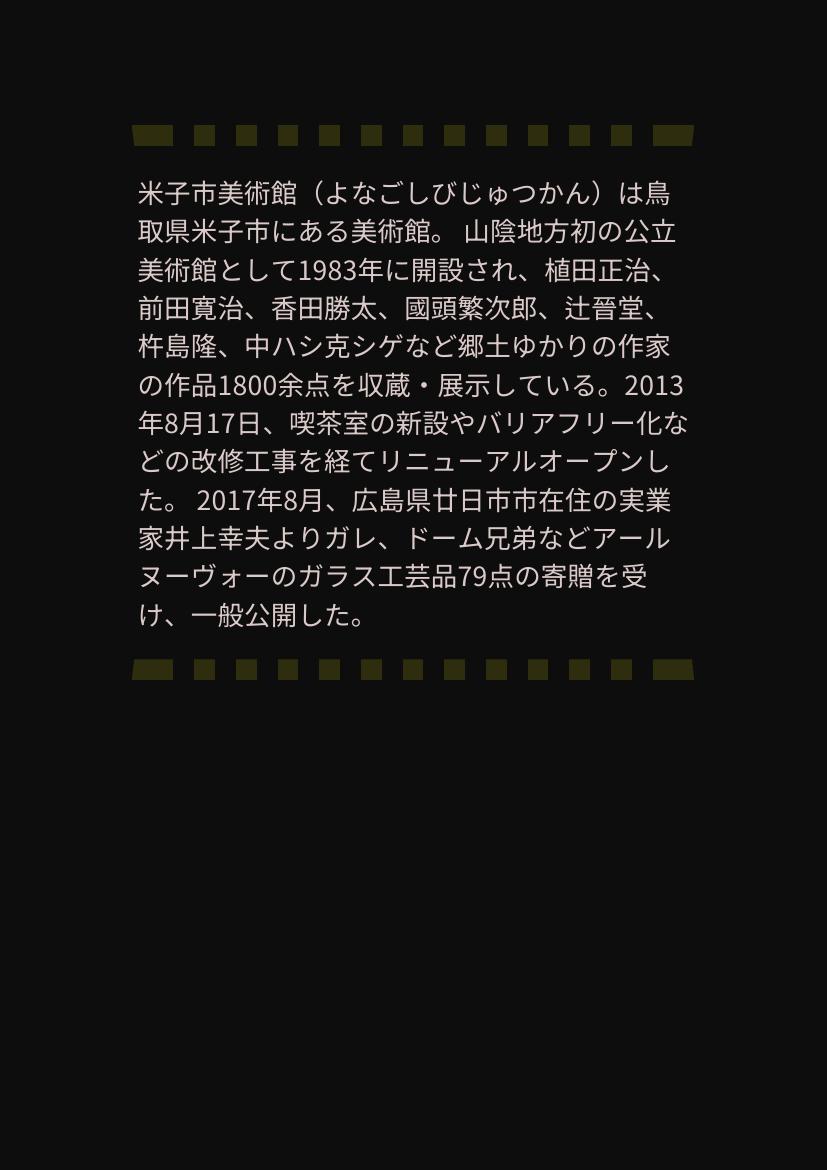 米子市美術館（よなごしびじゅつかん）は鳥
取県米子市にある美術館。 山陰地方初の公立
美術館として1983年に開設され、植田正治、
前田寛治、香田勝太、國頭繁次郎、辻晉堂、
杵島隆、中ハシ克シゲなど郷土ゆかりの作家
の作品1800余点を収蔵・展示している。2013
年8月17日、喫茶室の新設やバリアフリー化な
どの改修工事を経てリニューアルオープンし
た。 2017年8月、広島県廿日市市在住の実業
家井上幸夫よりガレ、ドーム兄弟などアール
ヌーヴォーのガラス工芸品79点の寄贈を受
け、一般公開した。